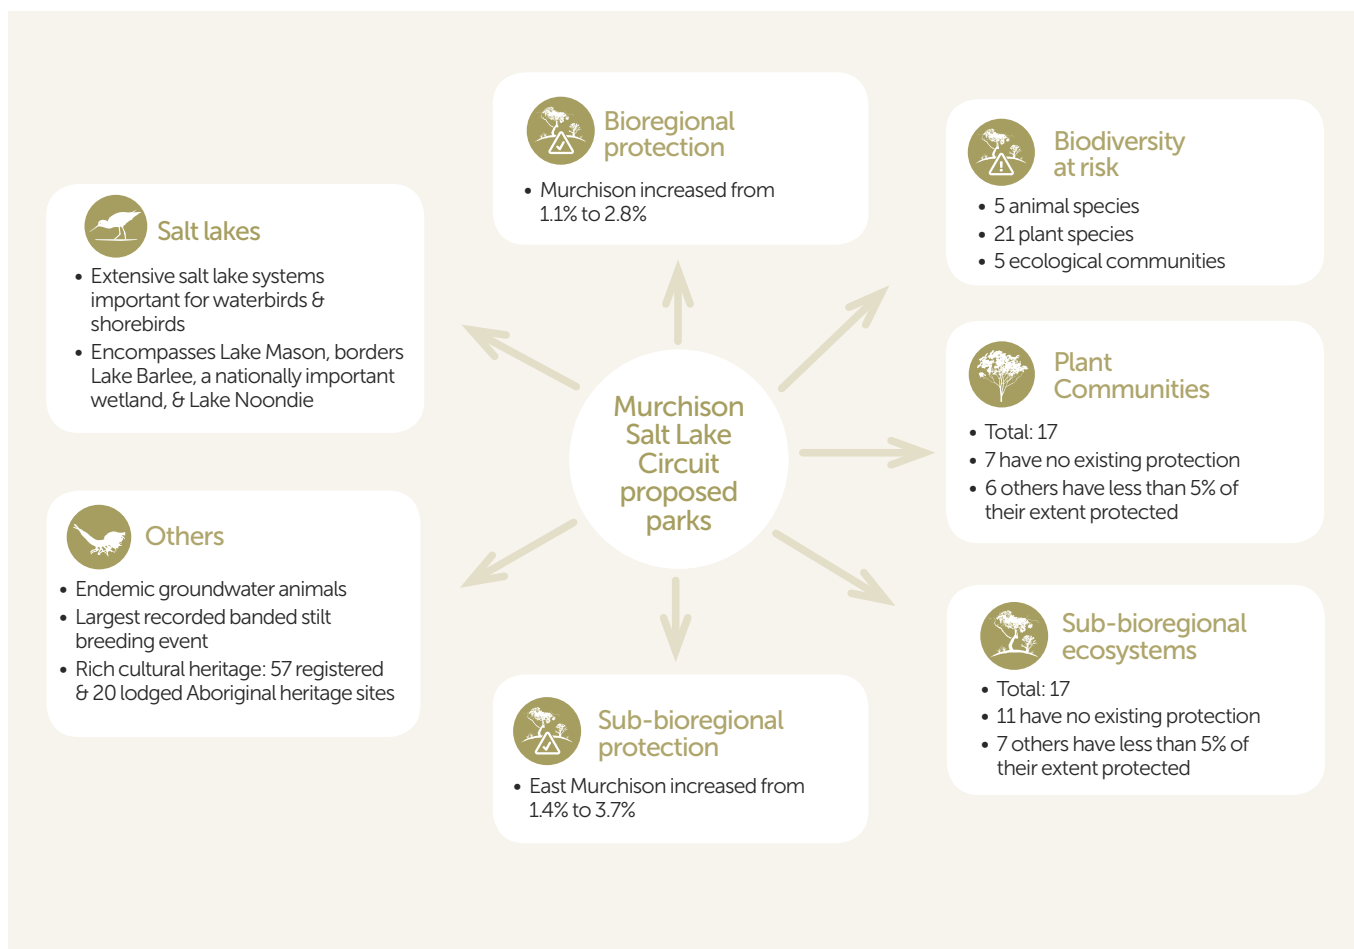 Bioregional
protection
• Murchison increased from
1.1% to 2.8%
Biodiversity
at risk
• 5 animal species
• 21 plant species
• 5 ecological communities
Salt lakes
• Extensive salt lake systems
important for waterbirds &
shorebirds
• Encompasses Lake Mason, borders
Lake Barlee, a nationally important
wetland, & Lake Noondie
Murchison
Salt Lake
Circuit
proposed
parks
Plant
Communities
• Total: 17
• 7 have no existing protection
• 6 others have less than 5% of
their extent protected
Others
• Endemic groundwater animals
• Largest recorded banded stilt
breeding event
• Rich cultural heritage: 57 registered
& 20 lodged Aboriginal heritage sites
Sub-bioregional
protection
• East Murchison increased from
1.4% to 3.7%
Sub-bioregional
ecosystems
• Total: 17
• 11 have no existing protection
• 7 others have less than 5% of
their extent protected